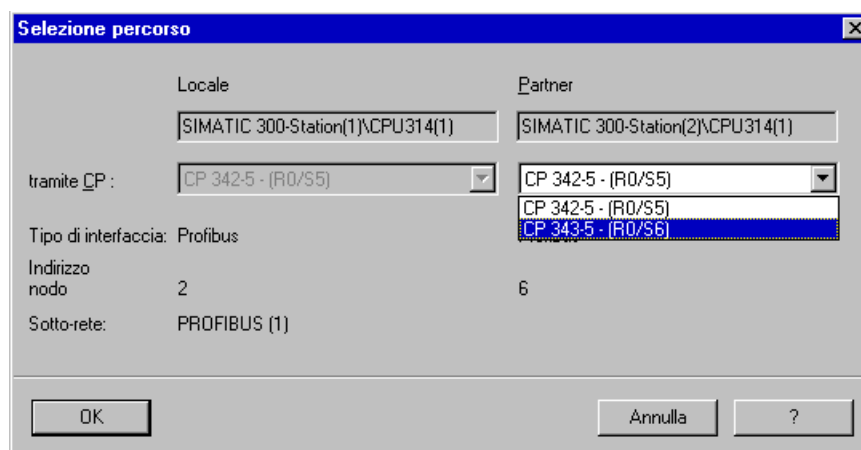 Selezione percorso
Locale Partner
SIMATIC 300-Station(1)\CPU314(1) SIMATIC 300-Station(2)\CPU314(1)
tramite CP : CP 342-5 - (R0/S5) CP 342-5 - (R0/S5)
CP 342-5 - (R0/S5)
CP 343-5 - (R0/S6)
Tipo di interfaccia: Profibus
Indirizzo
nodo 2 6
Sotto-rete: PROFIBUS (1)
OK Annulla ?